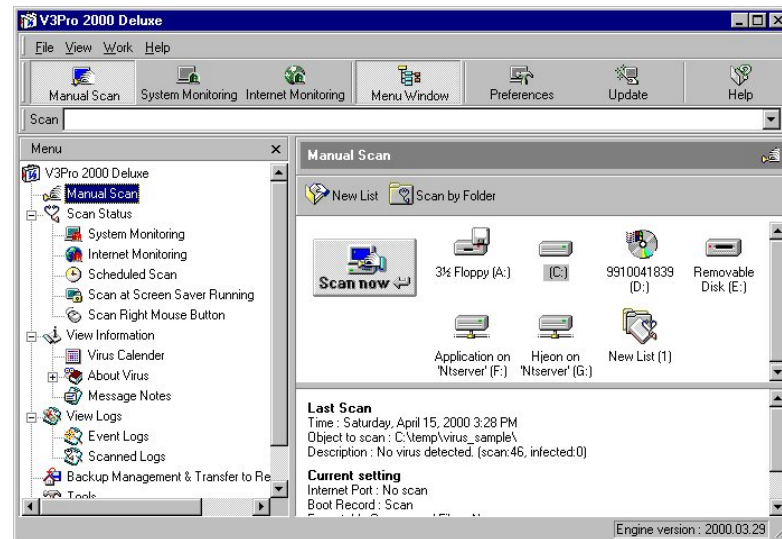 V3Pro 2000 Deluxe
File View Work Help
Manual Scan System Monitoring Internet Monitoring Menu Window Preferences Update Help
Scan
Menu
V3Pro 2000 Deluxe
Manual Scan
Scan Status
System Monitoring
Internet Monitoring
Scheduled Scan
Scan at Screen Saver Running
Scan Right Mouse Button
View Information
Virus Calender
About Virus
Message Notes
View Logs
Event Logs
Scanned Logs
Backup Management & Transfer to Re
Tools
Manual Scan
New List Scan by Folder
Scan now
3½ Floppy (A:)
(C:)
9910041839 (D:)
Removable Disk (E:)
Application on 'Ntserver' (F:)
Hjeon on 'Ntserver' (G:)
New List (1)
Last Scan
Time : Saturday, April 15, 2000 3:28 PM
Object to scan : C:\temp\virus_sample\
Description : No virus detected. (scan:46, infected:0)
Current setting
Internet Port : No scan
Boot Record : Scan
Engine version : 2000.03.29